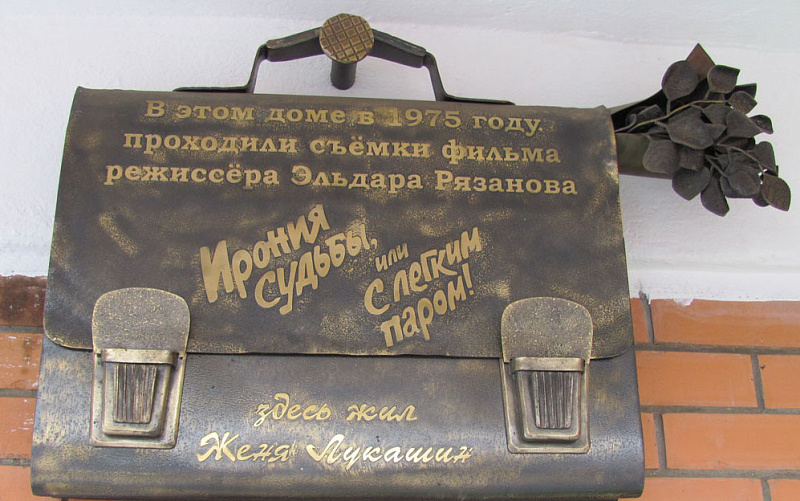 В этом доме в 1975 году
проходили съёмки фильма
режиссёра Эльдара Рязанова
Ирония
судьбы,
или
С легким
паром!
здесь жил
Женя Лукашин